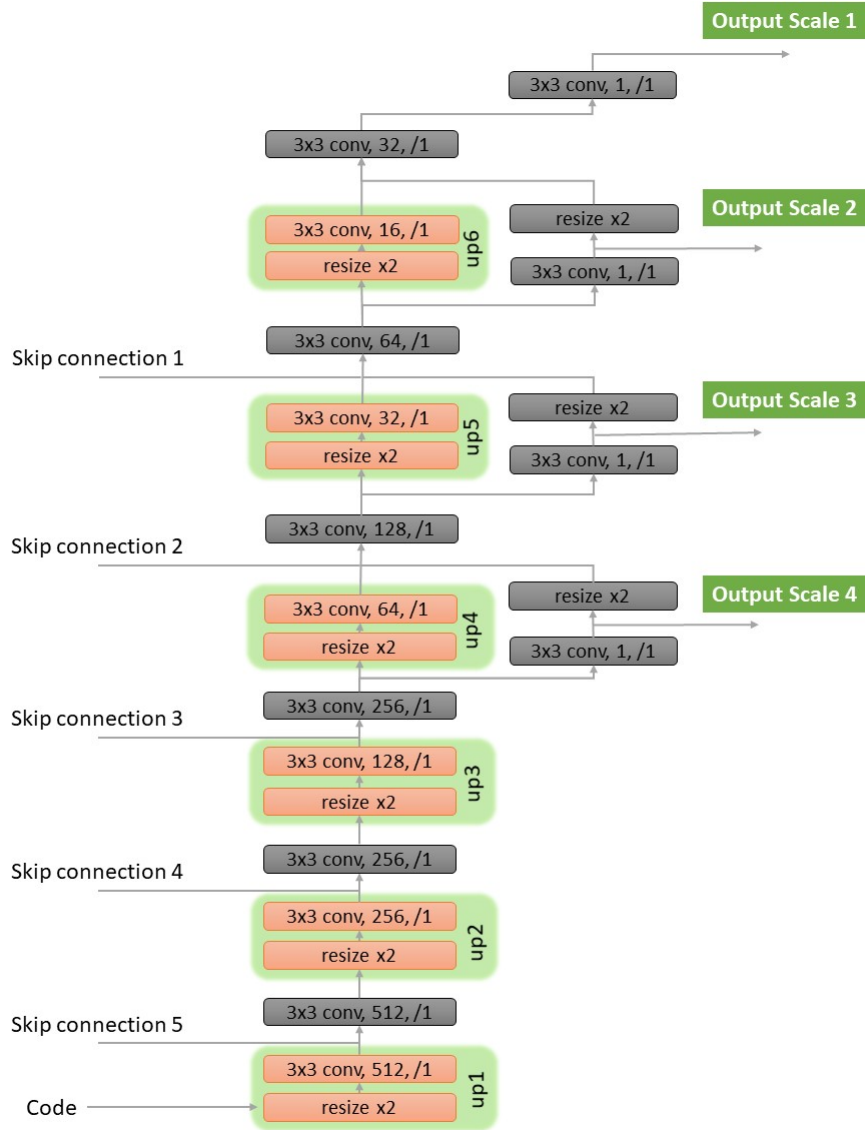 Output Scale 1
3x3 conv, 1, /1
3x3 conv, 32, /1
Output Scale 2
resize x2
3x3 conv, 16, /1
up6
resize x2
3x3 conv, 1, /1
3x3 conv, 64, /1
Skip connection 1
Output Scale 3
resize x2
3x3 conv, 32, /1
up5
resize x2
3x3 conv, 1, /1
3x3 conv, 128, /1
Skip connection 2
Output Scale 4
resize x2
3x3 conv, 64, /1
up4
resize x2
3x3 conv, 1, /1
3x3 conv, 256, /1
Skip connection 3
3x3 conv, 128, /1
up3
resize x2
3x3 conv, 256, /1
Skip connection 4
3x3 conv, 256, /1
up2
resize x2
3x3 conv, 512, /1
Skip connection 5
3x3 conv, 512, /1
up1
resize x2
Code